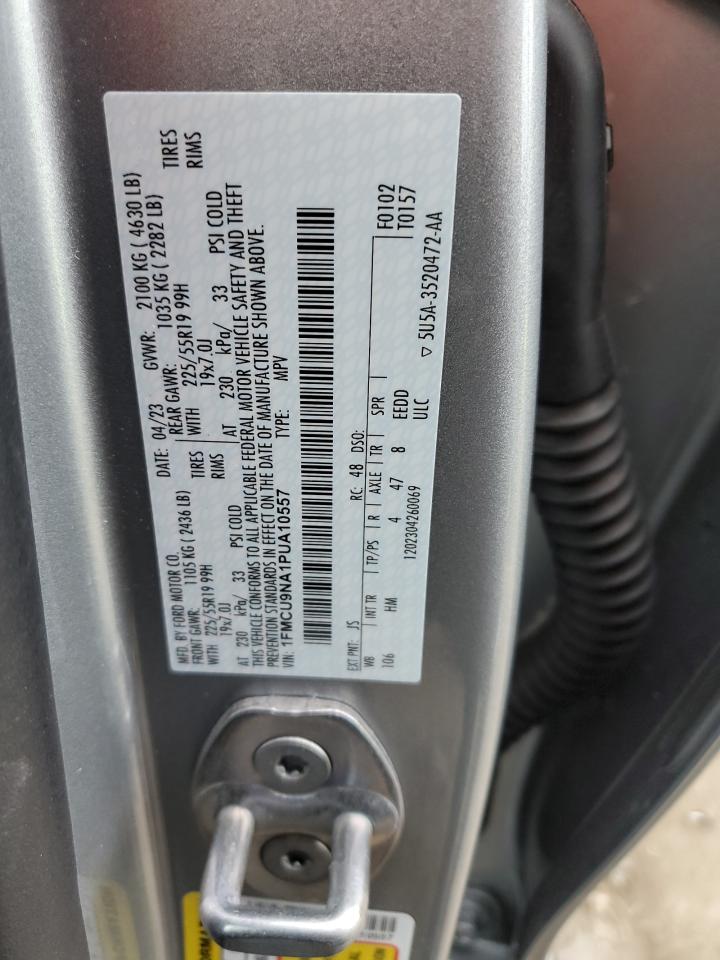 MFD. BY FORD MOTOR CO. DATE: 04/23 GVWR: 2100 KG ( 4630 LB)
FRONT GAWR: 1105 KG ( 2436 LB) REAR GAWR: 1035 KG ( 2282 LB)
WITH 225/55R19 99H TIRES WITH 225/55R19 99H TIRES
19x7.0J RIMS 19x7.0J RIMS
AT 230 kPa/ 33 PSI COLD AT 230 kPa/ 33 PSI COLD
THIS VEHICLE CONFORMS TO ALL APPLICABLE FEDERAL MOTOR VEHICLE SAFETY AND THEFT
PREVENTION STANDARDS IN EFFECT ON THE DATE OF MANUFACTURE SHOWN ABOVE.
VIN: 1FMCU9NA1PUA10557 TYPE: MPV
EXT PNT: JS RC: 48 DSO: F0102
WB INT TR TP/PS R AXLE TR SPR T0157
106 HM 4 47 8 EEDD
1202304260069 ULC ▽ 5U5A-3520472-AA